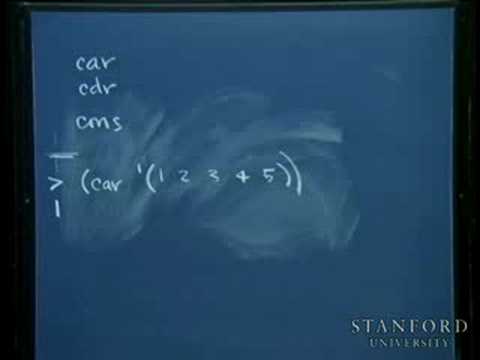 car
cdr
cons
> (car '(1 2 3 4 5))
1
STANFORD
UNIVERSITY